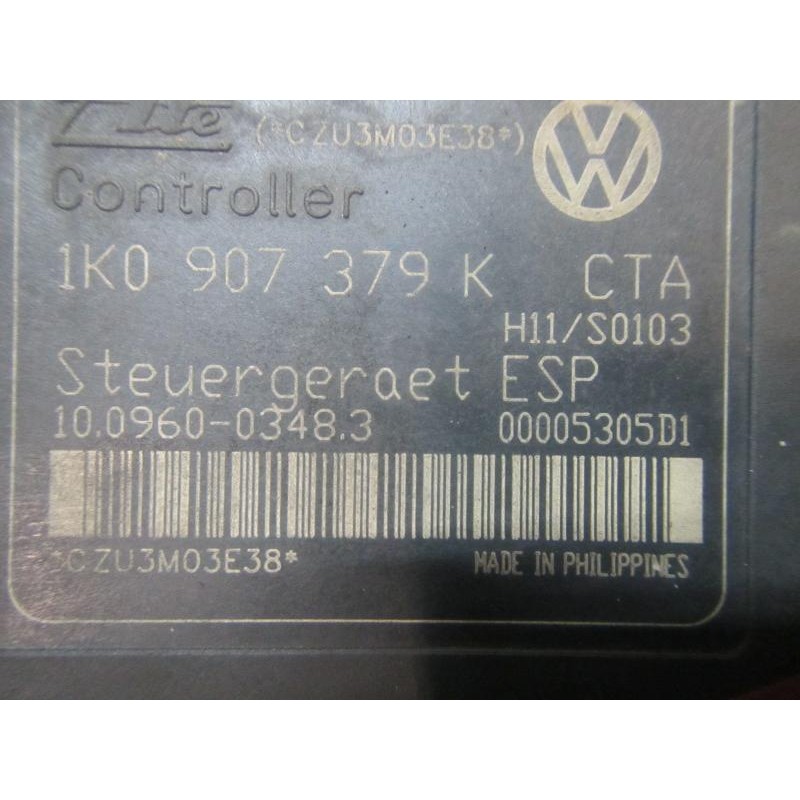 Ate (*CZU3M03E38*)
Controller
1K0 907 379 K CTA
H11/S0103
Steuergeraet ESP
10.0960-0348.3 00005305D1
*CZU3M03E38* MADE IN PHILIPPINES